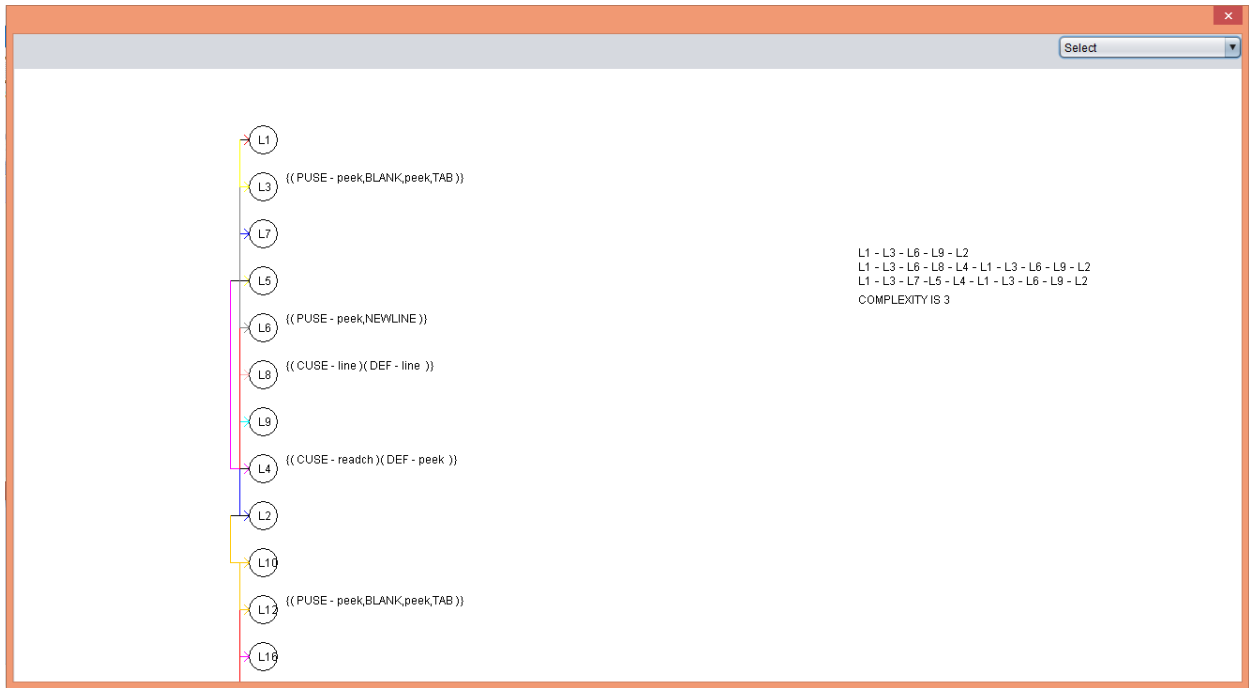 Select
L1
L3 {( PUSE - peek,BLANK,peek,TAB )}
L7
L5
L6 {( PUSE - peek,NEWLINE )}
L8 {( CUSE - line )( DEF - line )}
L9
L4 {( CUSE - readch )( DEF - peek )}
L2
L10
L12 {( PUSE - peek,BLANK,peek,TAB )}
L16
L1 - L3 - L6 - L9 - L2
L1 - L3 - L6 - L8 - L4 - L1 - L3 - L6 - L9 - L2
L1 - L3 - L7 -L5 - L4 - L1 - L3 - L6 - L9 - L2
COMPLEXITY IS 3